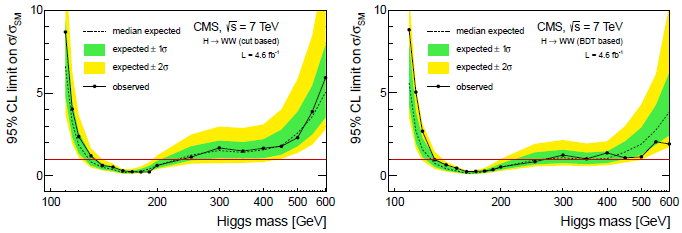 10
5
0
95% CL limit on σ/σSM
median expected
expected ± 1σ
expected ± 2σ
observed
CMS, √s = 7 TeV
H → WW (cut based)
L = 4.6 fb⁻¹
100 200 300 400 500 600
Higgs mass [GeV]
10
5
0
95% CL limit on σ/σSM
median expected
expected ± 1σ
expected ± 2σ
observed
CMS, √s = 7 TeV
H → WW (BDT based)
L = 4.6 fb⁻¹
100 200 300 400 500 600
Higgs mass [GeV]